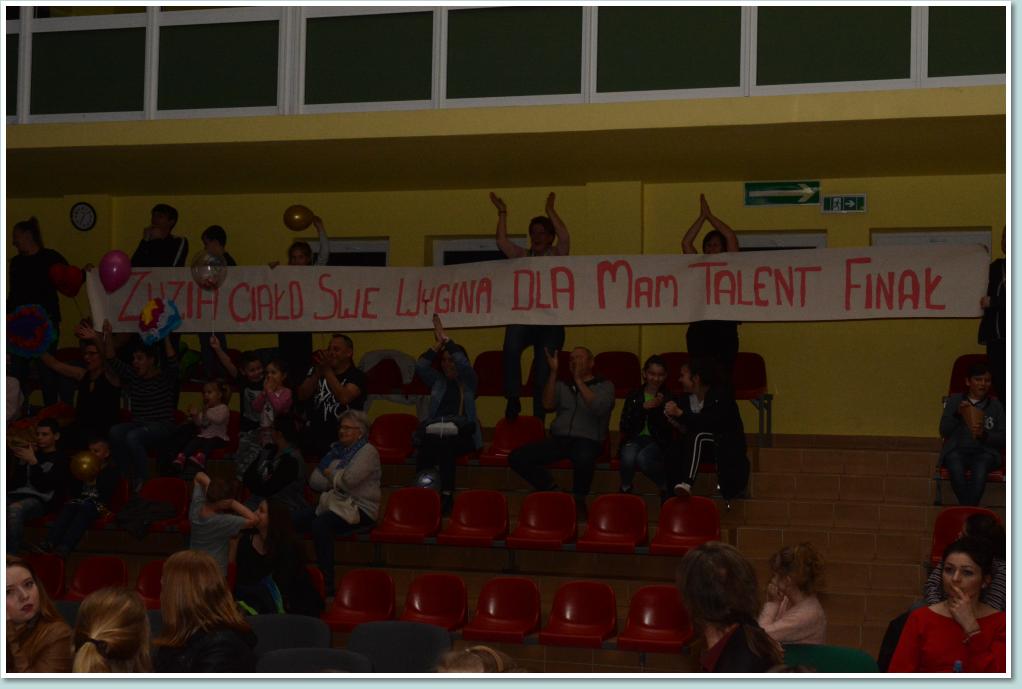 ZUZIA CIAŁO SWE WYGINA DLA MAM TALENT FINAŁ